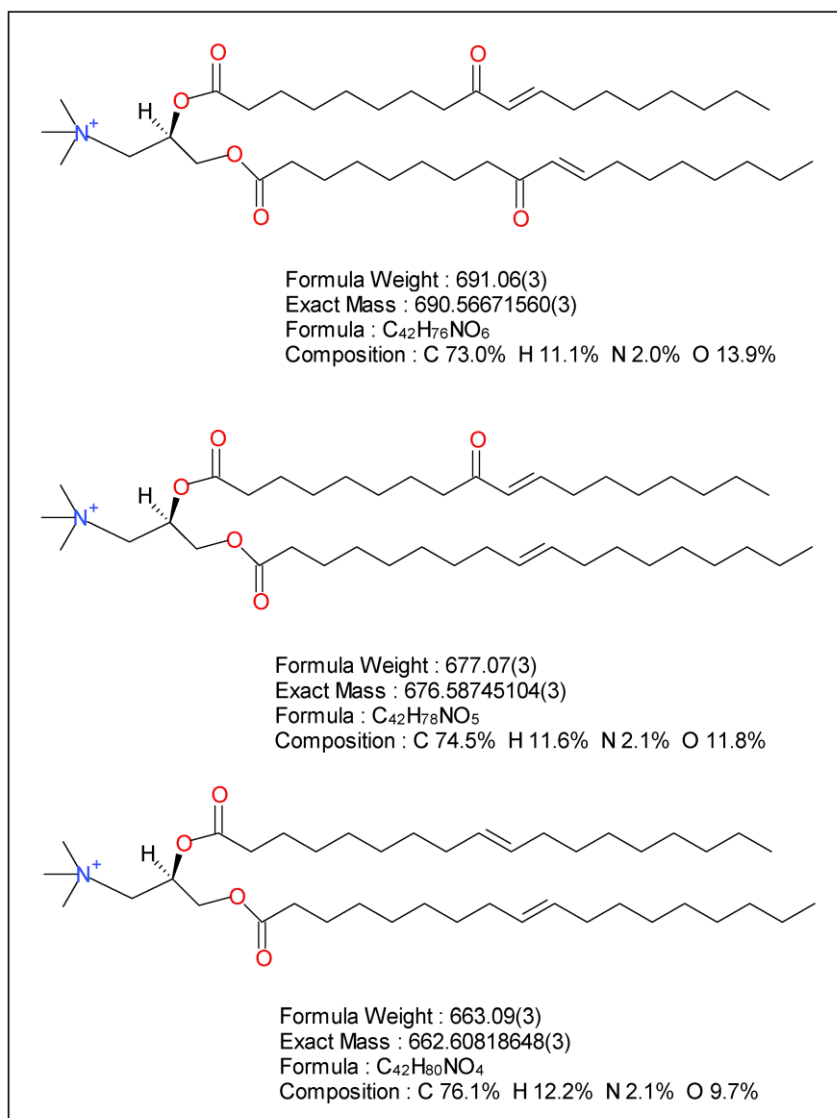 O
O
H
O
N+
O
O
O
Formula Weight : 691.06(3)
Exact Mass : 690.56671560(3)
Formula : C₄₂H₇₆NO₆
Composition : C 73.0% H 11.1% N 2.0% O 13.9%
O
O
H
O
N+
O
O
Formula Weight : 677.07(3)
Exact Mass : 676.58745104(3)
Formula : C₄₂H₇₈NO₅
Composition : C 74.5% H 11.6% N 2.1% O 11.8%
O
H
O
N+
O
O
Formula Weight : 663.09(3)
Exact Mass : 662.60818648(3)
Formula : C₄₂H₈₀NO₄
Composition : C 76.1% H 12.2% N 2.1% O 9.7%